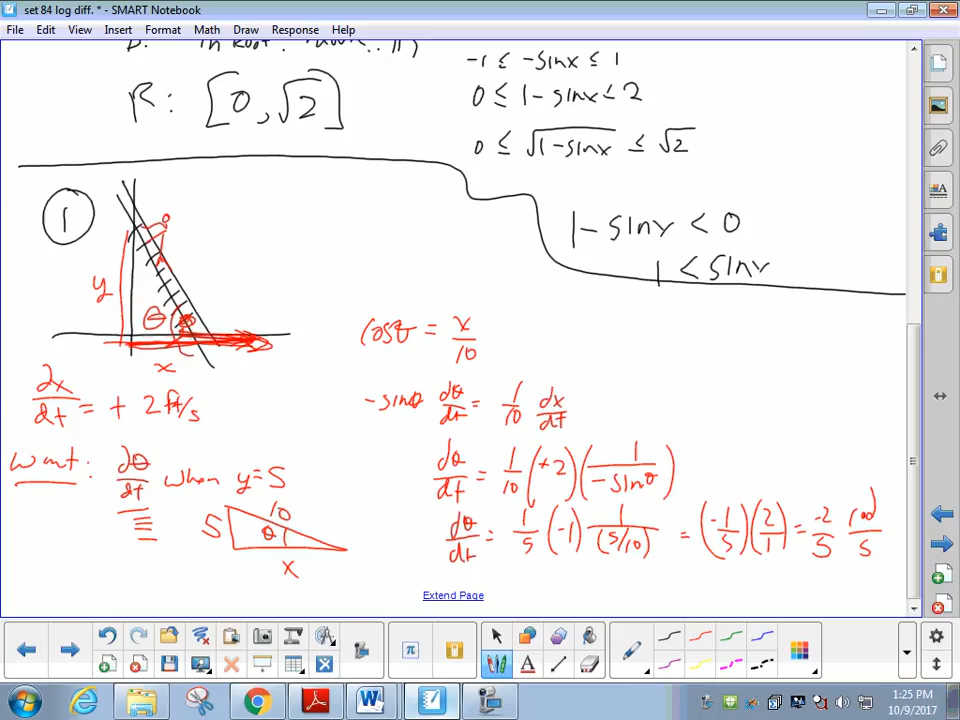 set 84 log diff. * - SMART Notebook
File Edit View Insert Format Math Draw Response Help
-1 ≤ -sinx ≤ 1
R: [0, √2]
0 ≤ 1-sinx ≤ 2
0 ≤ √1-sinx ≤ √2
1
1-sinx < 0
1 < sinx
y
θ
x
cosθ = x/10
dx/dt = + 2 ft/s
-sinθ dθ/dt = 1/10 dx/dt
Want: dθ/dt when y=5
dθ/dt = 1/10 (+2) (1/-sinθ)
5 10 θ x
dθ/dt = 1/5 (-1) 1/(5/10) = (-1/5)(2/1) = -2/5 rad/s
Extend Page
1:25 PM
10/9/2017